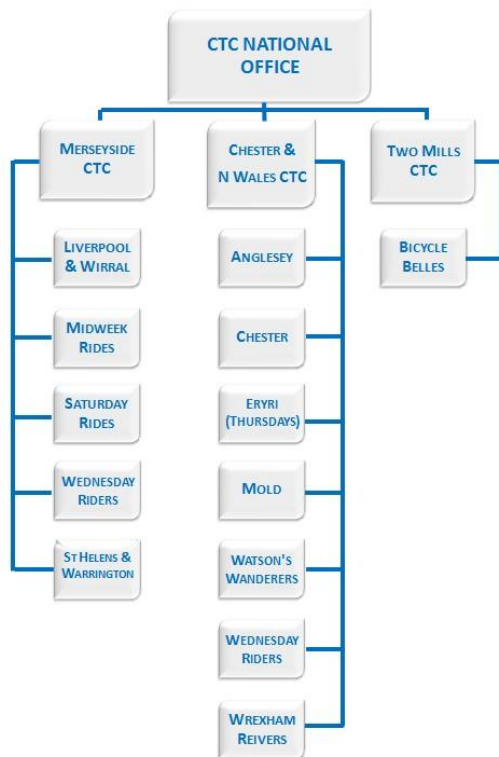 CTC NATIONAL
OFFICE
MERSEYSIDE
CTC
CHESTER &
N WALES CTC
TWO MILLS
CTC
LIVERPOOL
& WIRRAL
MIDWEEK
RIDES
SATURDAY
RIDES
WEDNESDAY
RIDERS
ST HELENS &
WARRINGTON
ANGLESEY
CHESTER
ERYRI
(THURSDAYS)
MOLD
WATSON'S
WANDERERS
WEDNESDAY
RIDERS
WREXHAM
REIVERS
BICYCLE
BELLES